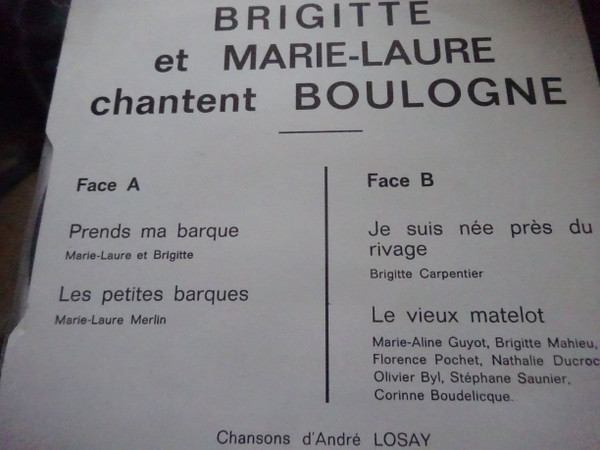 BRIGITTE
et MARIE-LAURE
chantent BOULOGNE
Face A
Prends ma barque
Marie-Laure et Brigitte
Les petites barques
Marie-Laure Merlin
Face B
Je suis née près du
rivage
Brigitte Carpentier
Le vieux matelot
Marie-Aline Guyot, Brigitte Mahieu,
Florence Pochet, Nathalie Ducroc
Olivier Byl, Stéphane Saunier,
Corinne Boudelicque.
Chansons d'André LOSAY